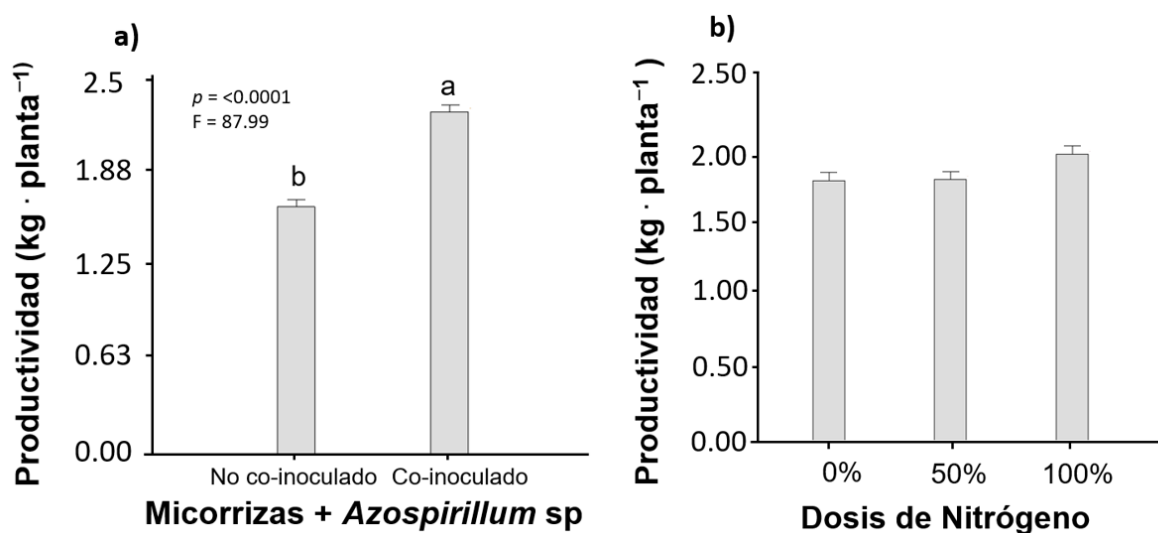 a)
Productividad (kg · planta⁻¹)
2.5
1.88
1.25
0.63
0.00
p = <0.0001
F = 87.99
b
a
No co-inoculado Co-inoculado
Micorrizas + Azospirillum sp
b)
Productividad (kg · planta⁻¹)
2.50
2.00
1.50
1.00
0.50
0.00
0% 50% 100%
Dosis de Nitrógeno